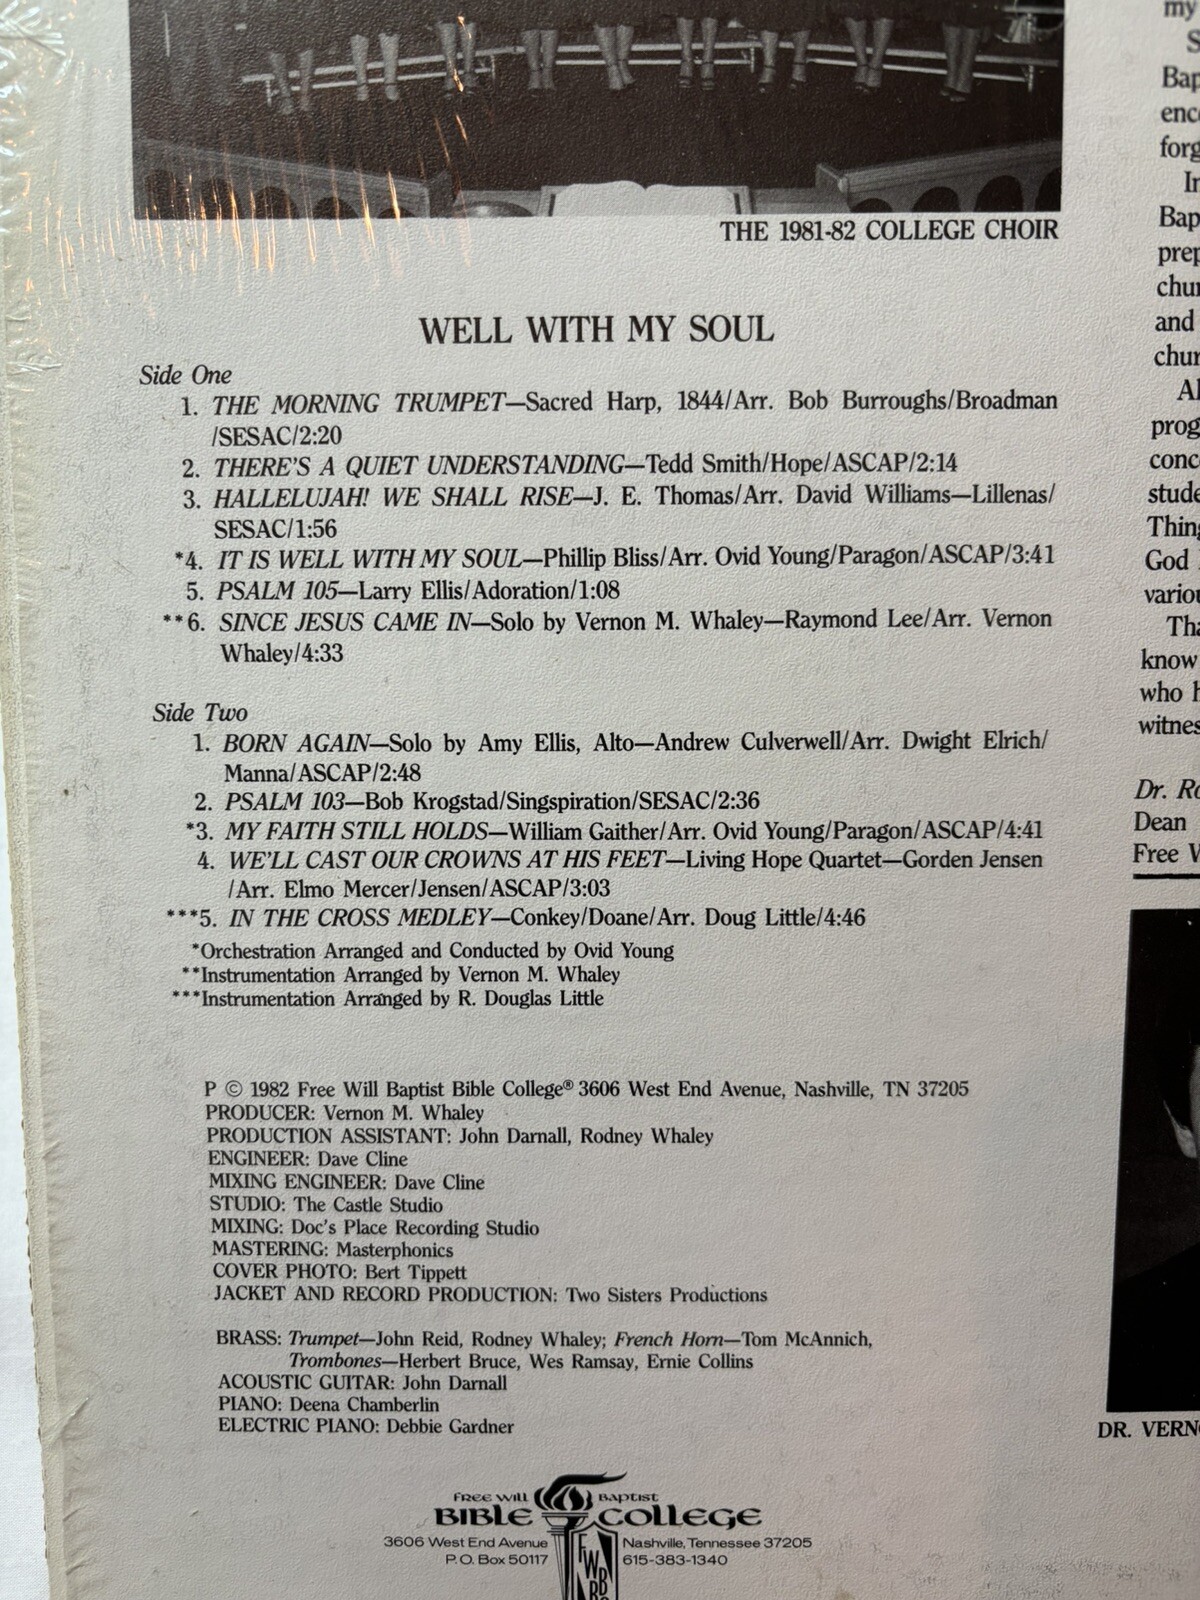 THE 1981-82 COLLEGE CHOIR
WELL WITH MY SOUL
Side One
1. THE MORNING TRUMPET—Sacred Harp, 1844/Arr. Bob Burroughs/Broadman
/SESAC/2:20
2. THERE'S A QUIET UNDERSTANDING—Tedd Smith/Hope/ASCAP/2:14
3. HALLELUJAH! WE SHALL RISE—J. E. Thomas/Arr. David Williams—Lillenas/
SESAC/1:56
*4. IT IS WELL WITH MY SOUL—Phillip Bliss/Arr. Ovid Young/Paragon/ASCAP/3:41
5. PSALM 105—Larry Ellis/Adoration/1:08
**6. SINCE JESUS CAME IN—Solo by Vernon M. Whaley—Raymond Lee/Arr. Vernon
Whaley/4:33
Side Two
1. BORN AGAIN—Solo by Amy Ellis, Alto—Andrew Culverwell/Arr. Dwight Elrich/
Manna/ASCAP/2:48
2. PSALM 103—Bob Krogstad/Singspiration/SESAC/2:36
*3. MY FAITH STILL HOLDS—William Gaither/Arr. Ovid Young/Paragon/ASCAP/4:41
4. WE'LL CAST OUR CROWNS AT HIS FEET—Living Hope Quartet—Gorden Jensen
/Arr. Elmo Mercer/Jensen/ASCAP/3:03
***5. IN THE CROSS MEDLEY—Conkey/Doane/Arr. Doug Little/4:46
*Orchestration Arranged and Conducted by Ovid Young
**Instrumentation Arranged by Vernon M. Whaley
***Instrumentation Arranged by R. Douglas Little
P © 1982 Free Will Baptist Bible College® 3606 West End Avenue, Nashville, TN 37205
PRODUCER: Vernon M. Whaley
PRODUCTION ASSISTANT: John Darnall, Rodney Whaley
ENGINEER: Dave Cline
MIXING ENGINEER: Dave Cline
STUDIO: The Castle Studio
MIXING: Doc's Place Recording Studio
MASTERING: Masterphonics
COVER PHOTO: Bert Tippett
JACKET AND RECORD PRODUCTION: Two Sisters Productions
BRASS: Trumpet—John Reid, Rodney Whaley; French Horn—Tom McAnnich,
Trombones—Herbert Bruce, Wes Ramsay, Ernie Collins
ACOUSTIC GUITAR: John Darnall
PIANO: Deena Chamberlin
ELECTRIC PIANO: Debbie Gardner
FREE WILL BAPTIST
BIBLE COLLEGE
3606 West End Avenue Nashville, Tennessee 37205
P.O. Box 50117 615-383-1340
my
Bap
and
Thing
God
know
who
Dean
Free
DR.